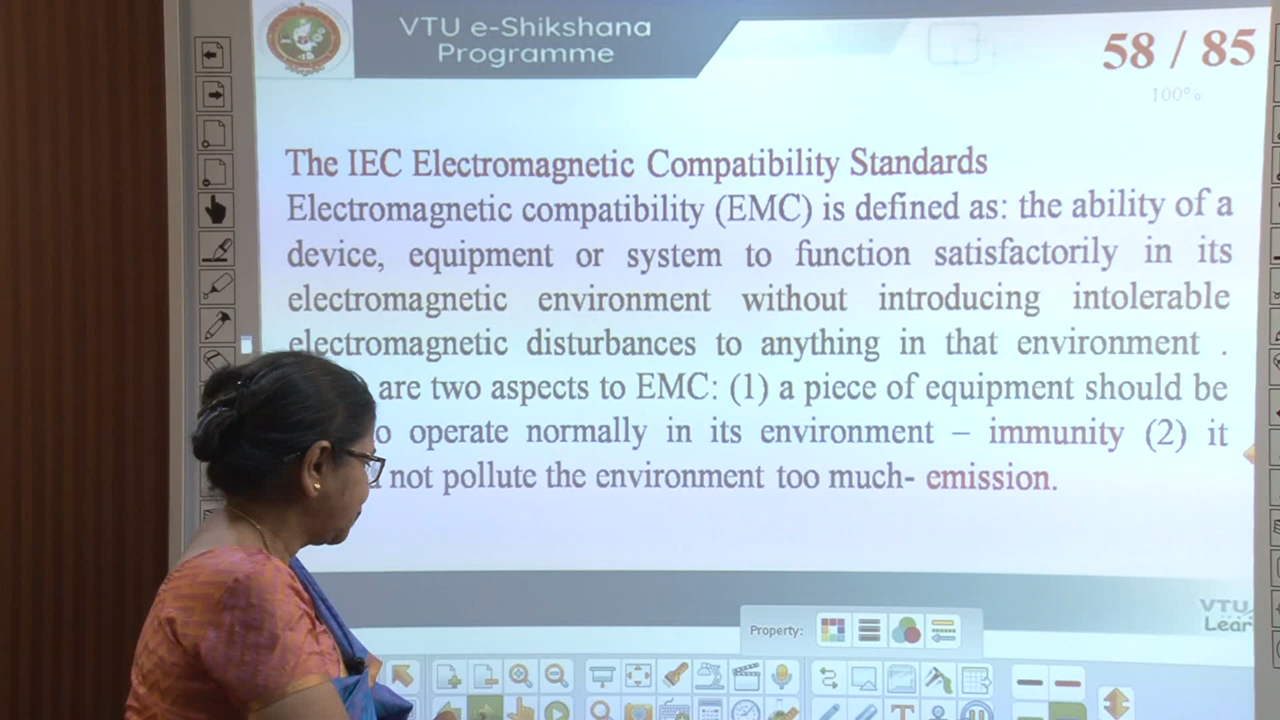 VTU e-Shikshana
Programme
58 / 85
100%
The IEC Electromagnetic Compatibility Standards
Electromagnetic compatibility (EMC) is defined as: the ability of a
device, equipment or system to function satisfactorily in its
electromagnetic environment without introducing intolerable
electromagnetic disturbances to anything in that environment .
are two aspects to EMC: (1) a piece of equipment should be
o operate normally in its environment – immunity (2) it
not pollute the environment too much- emission.
VTU
Lear
Property: